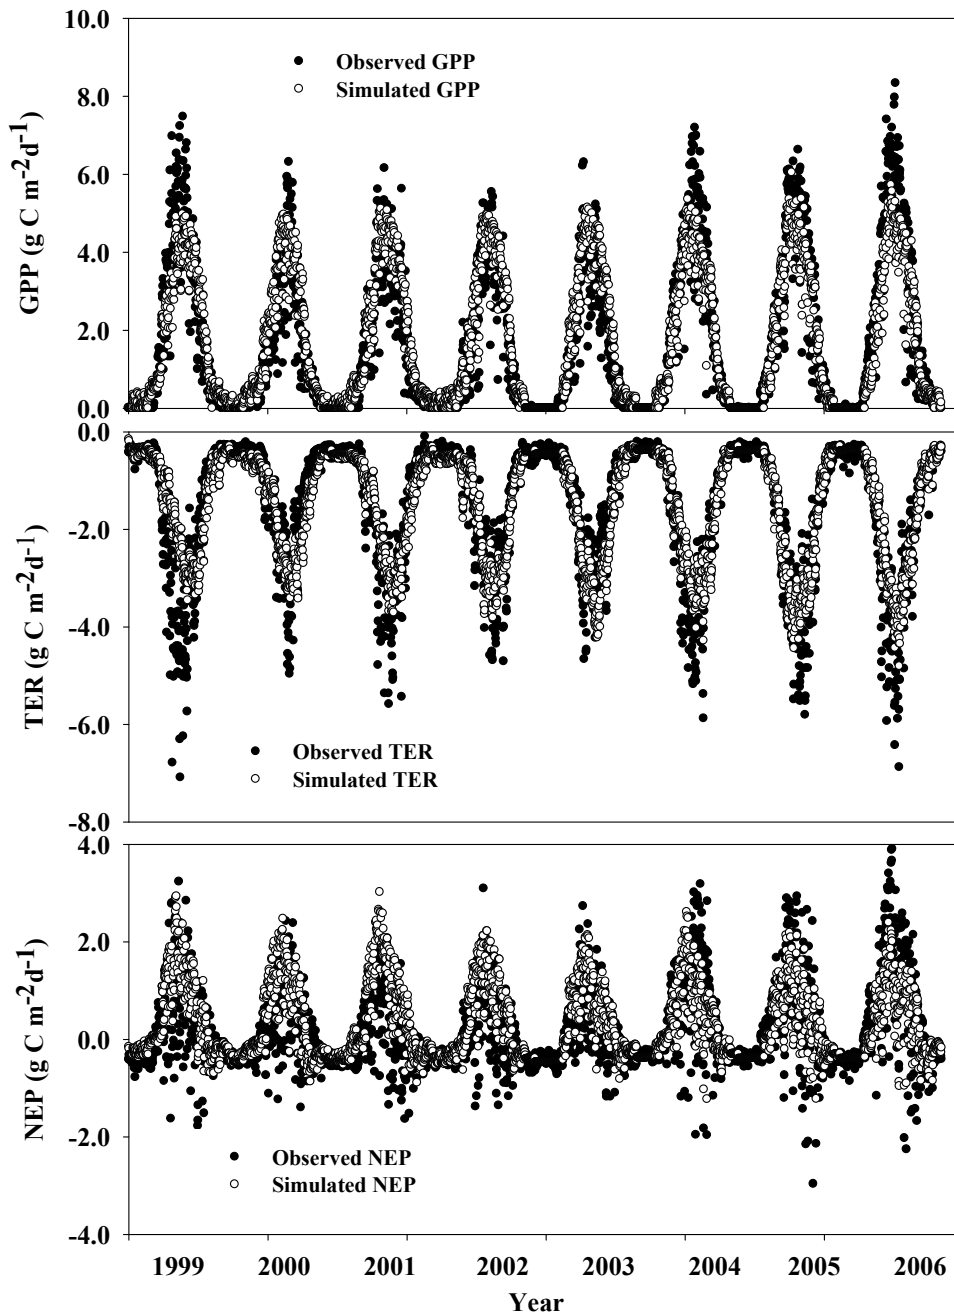 10.0
8.0
6.0
4.0
2.0
0.0
GPP (g C m-2d-1)
Observed GPP
Simulated GPP
0.0
-2.0
-4.0
-6.0
-8.0
TER (g C m-2d-1)
Observed TER
Simulated TER
4.0
2.0
0.0
-2.0
-4.0
NEP (g C m-2d-1)
Observed NEP
Simulated NEP
1999 2000 2001 2002 2003 2004 2005 2006
Year